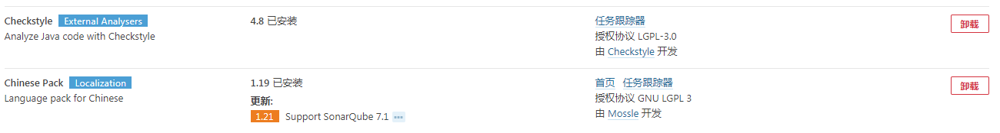 Checkstyle External Analysers 4.8 已安装 任务跟踪器 卸载
Analyze Java code with Checkstyle 授权协议 LGPL-3.0
由 Checkstyle 开发
Chinese Pack Localization 1.19 已安装 首页 任务跟踪器 卸载
Language pack for Chinese 更新: 授权协议 GNU LGPL 3
1.21 Support SonarQube 7.1 ••• 由 Mossle 开发